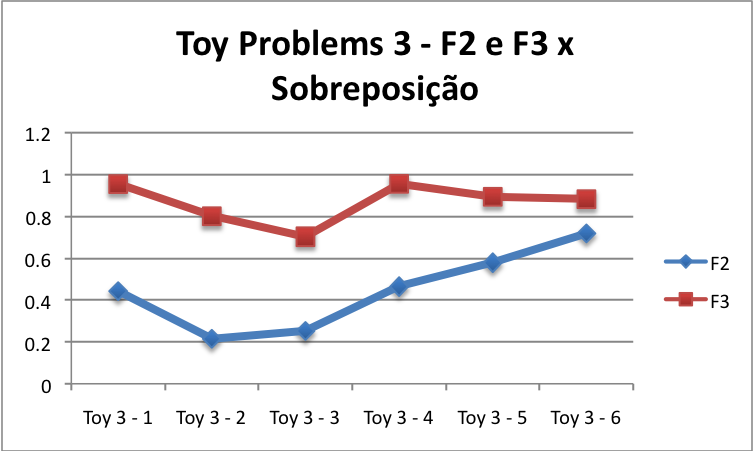 Toy Problems 3 - F2 e F3 x
Sobreposição
1.2
1
0.8
0.6
0.4
0.2
0
Toy 3 - 1 Toy 3 - 2 Toy 3 - 3 Toy 3 - 4 Toy 3 - 5 Toy 3 - 6
F2
F3